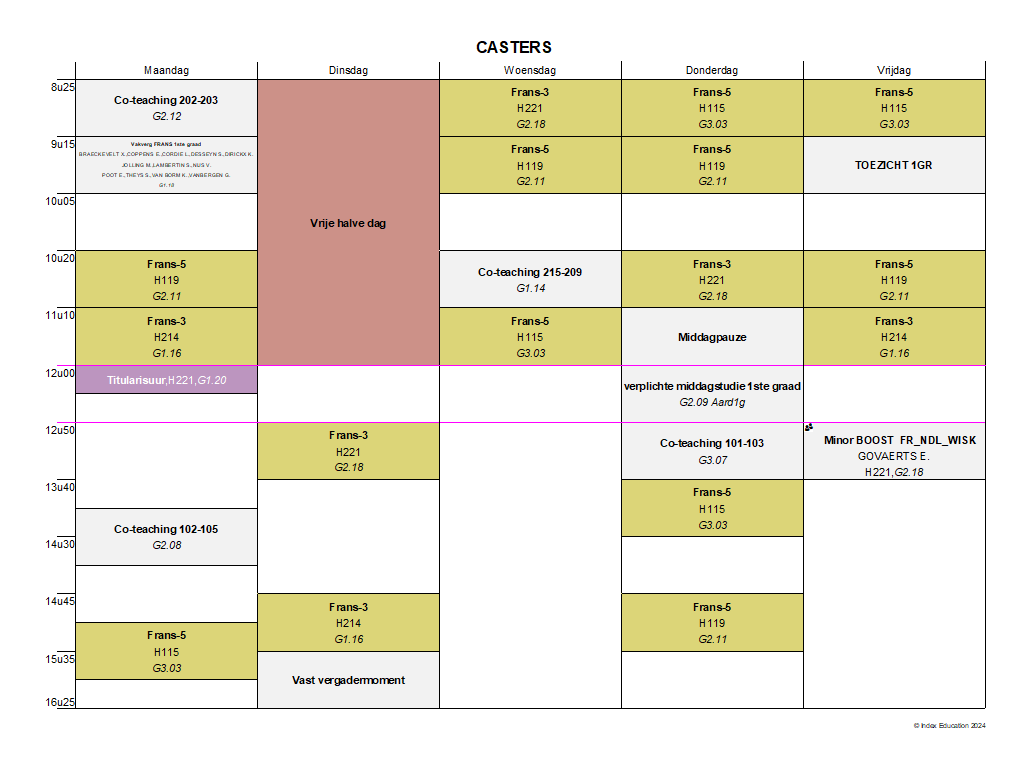 CASTERS
Maandag
Dinsdag
Woensdag
Donderdag
Vrijdag
8u25
9u15
10u05
10u20
11u10
12u00
12u50
13u40
14u30
14u45
15u35
16u25
Co-teaching 202-203
G2.12
Vakverg FRANS 1ste graad
BRAECKEVELT X.,COPPENS E.,CORDIE I.,DESSEYN S.,DIRICKX K.
JOLLING M.,LAMBERTIN S.,NIJS V.
POOT E.,THEYS S.,VAN BORM K.,VANBERGEN G.
G1.18
Frans-5
H119
G2.11
Frans-3
H214
G1.16
Titularisuur,H221,G1.20
Co-teaching 102-105
G2.08
Frans-5
H115
G3.03
Vrije halve dag
Frans-3
H221
G2.18
Frans-3
H214
G1.16
Vast vergadermoment
Frans-3
H221
G2.18
Frans-5
H119
G2.11
Co-teaching 215-209
G1.14
Frans-5
H115
G3.03
Frans-5
H115
G3.03
Frans-5
H119
G2.11
Frans-3
H221
G2.18
Middagpauze
verplichte middagstudie 1ste graad
G2.09 Aard1g
Co-teaching 101-103
G3.07
Frans-5
H115
G3.03
Frans-5
H119
G2.11
Frans-5
H115
G3.03
TOEZICHT 1GR
Frans-5
H119
G2.11
Frans-3
H214
G1.16
Minor BOOST FR_NDL_WISK
GOVAERTS E.
H221,G2.18
© Index Education 2024